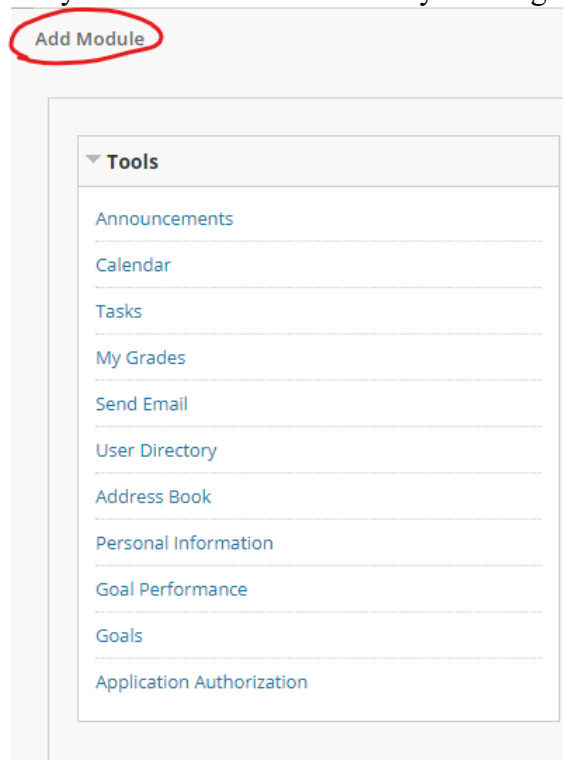 Add Module
Tools
Announcements
Calendar
Tasks
My Grades
Send Email
User Directory
Address Book
Personal Information
Goal Performance
Goals
Application Authorization